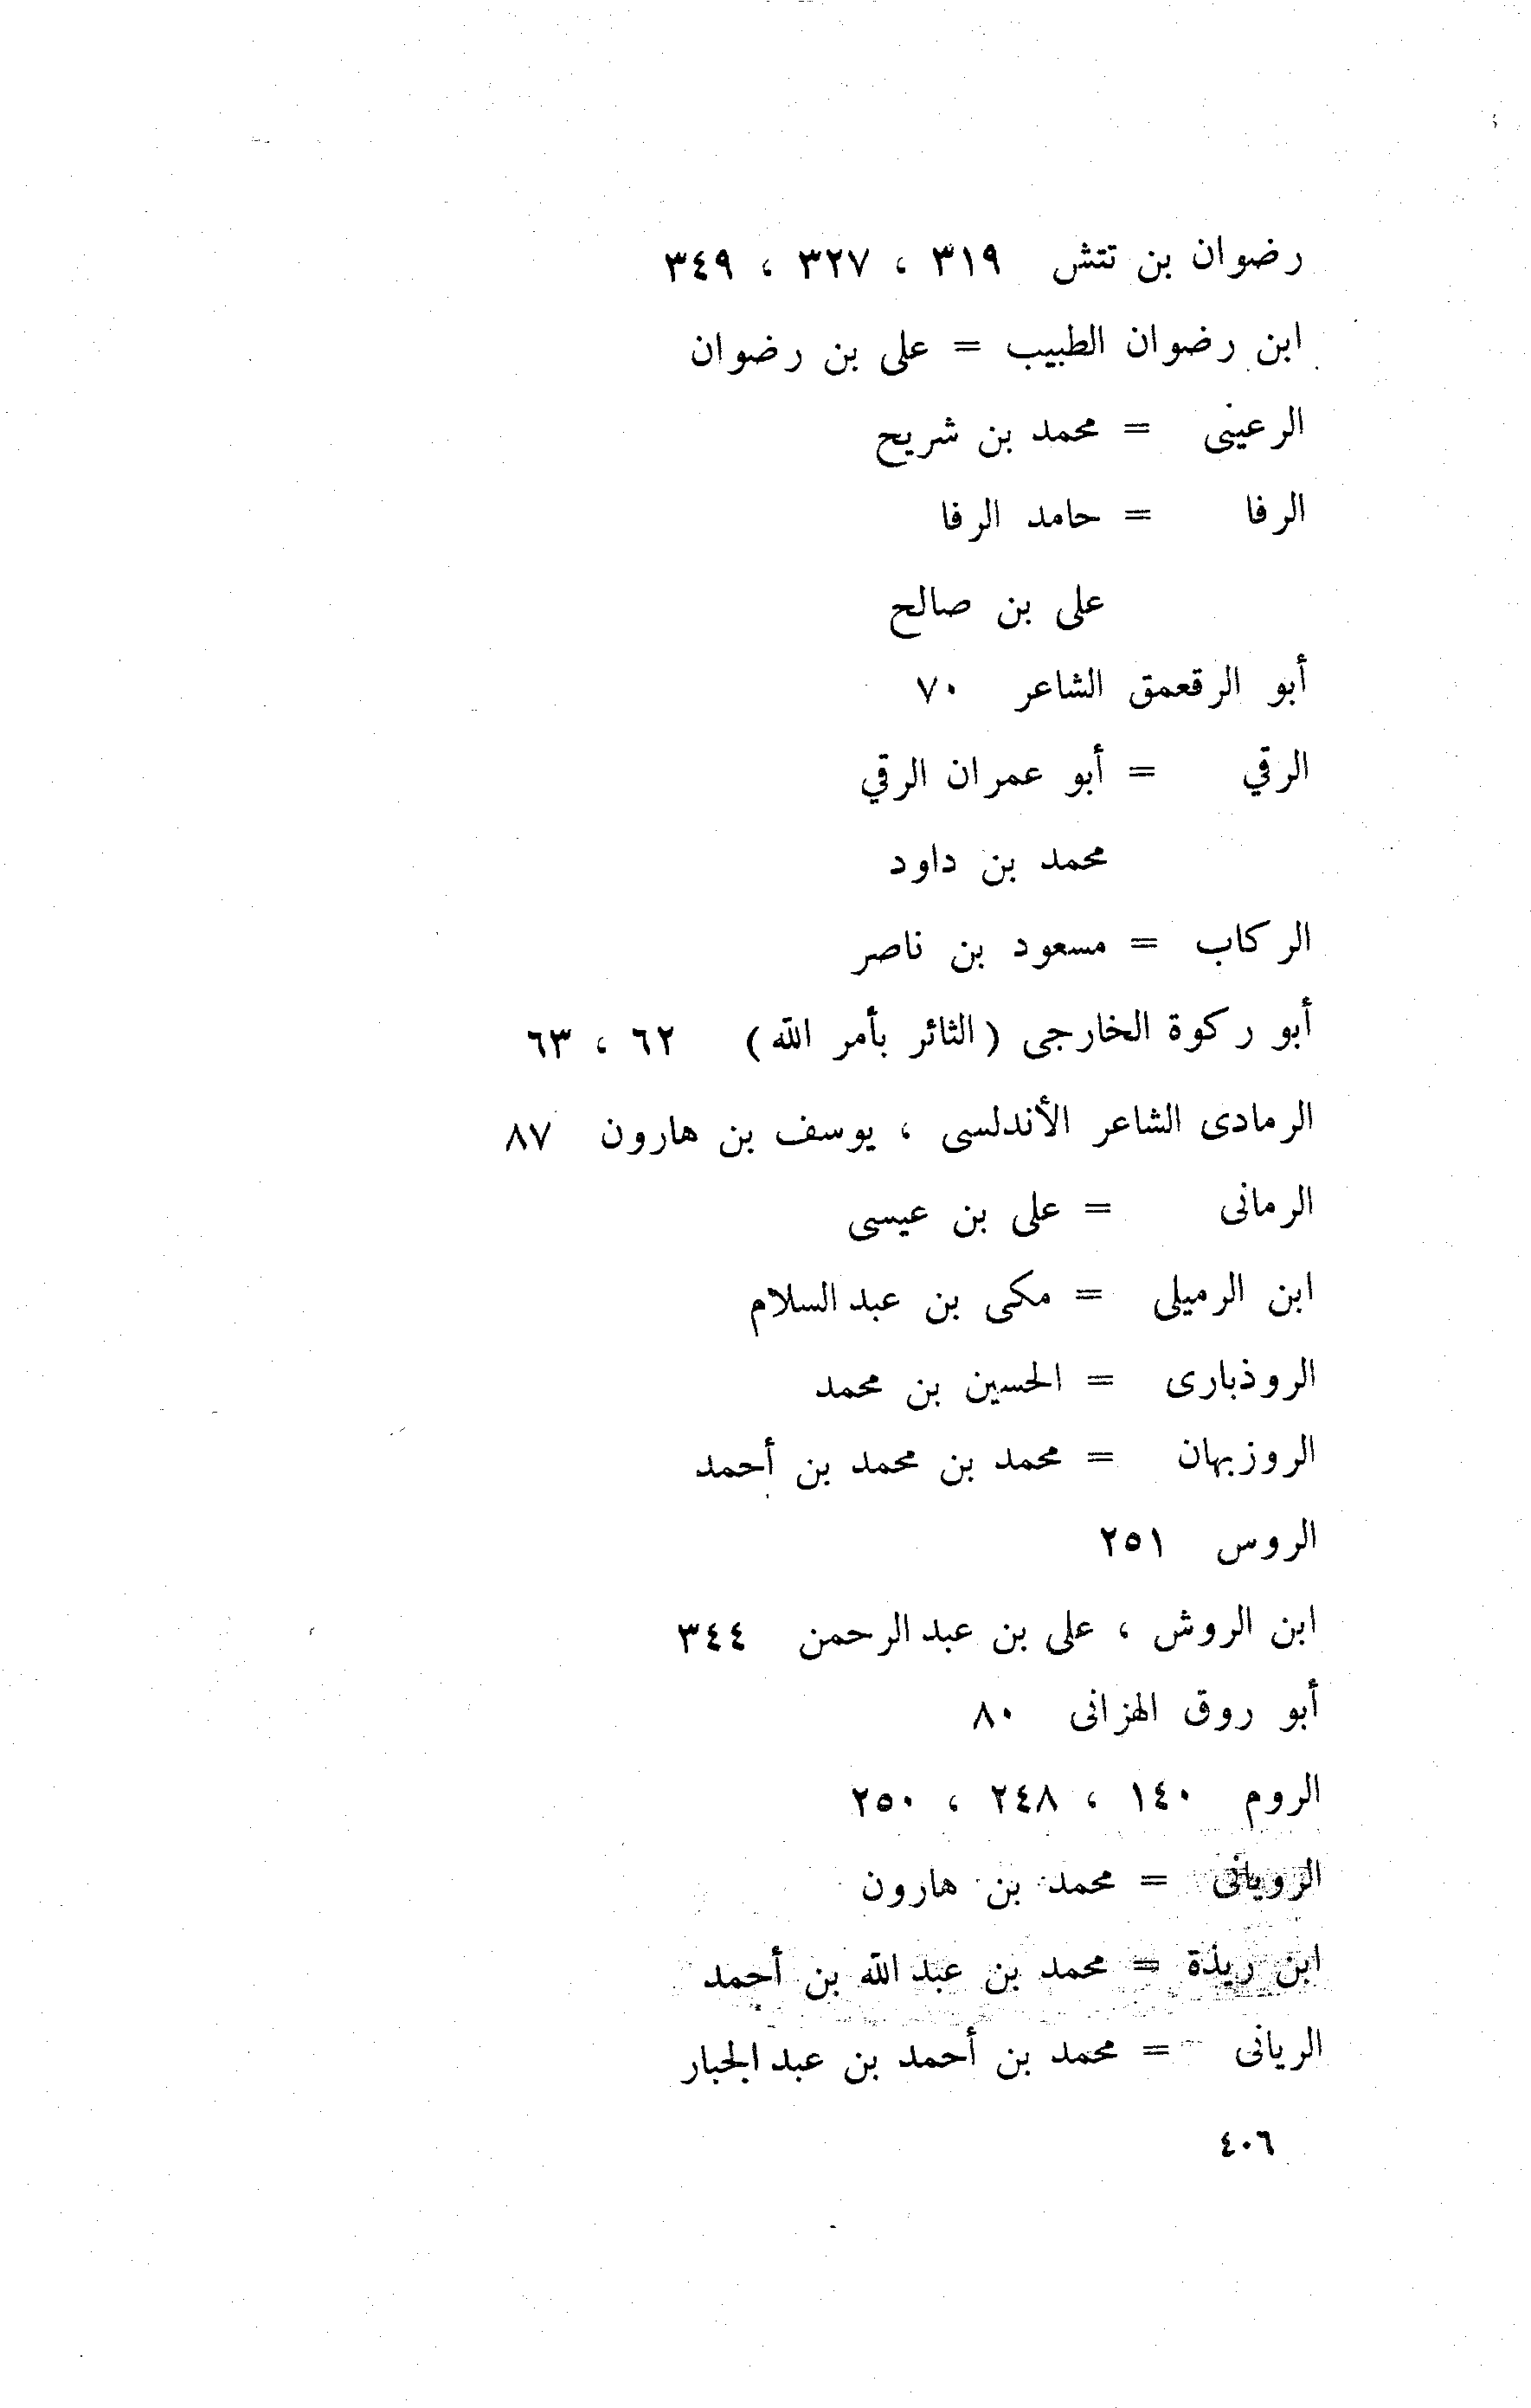 رضوان بن تتش ٣١٩ ، ٣٢٧ ، ٣٤٩
ابن رضوان الطبيب = على بن رضوان
الرعينى = محمد بن شريح
الرفا = حامد الرفا
على بن صالح
أبو الرقعمق الشاعر ٧٠
الرقي = أبو عمران الرقي
محمد بن داود
الركاب = مسعود بن ناصر
أبو ركوة الخارجى (الثائر بأمر الله) ٦٢ ، ٦٣
الرمادى الشاعر الأندلسى ، يوسف بن هارون ٨٧
الرمانى = على بن عيسى
ابن الرميلى = مكى بن عبد السلام
الروذبارى = الحسين بن محمد
الروزبهان = محمد بن محمد بن أحمد
الروس ٢٥١
ابن الروش ، على بن عبد الرحمن ٣٤٤
أبو روق الهزانى ٨٠
الروم ١٤٠ ، ٢٤٨ ، ٢٥٠
الرويانى = محمد بن هارون
ابن ريذة = محمد بن عبد الله بن أحمد
الريانى = محمد بن أحمد بن عبد الجبار
٤٠٦